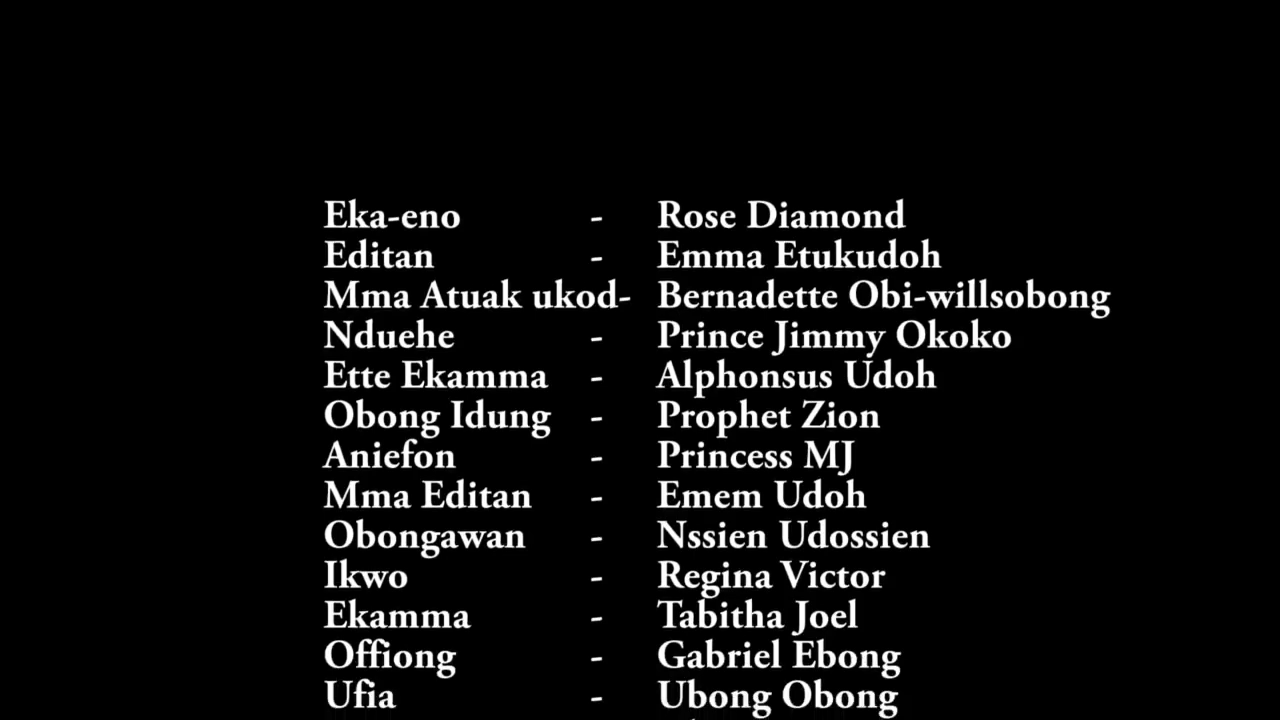 Eka-eno - Rose Diamond
Editan - Emma Etukudoh
Mma Atuak ukod- Bernadette Obi-willsobong
Nduehe - Prince Jimmy Okoko
Ette Ekamma - Alphonsus Udoh
Obong Idung - Prophet Zion
Aniefon - Princess MJ
Mma Editan - Emem Udoh
Obongawan - Nssien Udossien
Ikwo - Regina Victor
Ekamma - Tabitha Joel
Offiong - Gabriel Ebong
Ufia - Ubong Obong